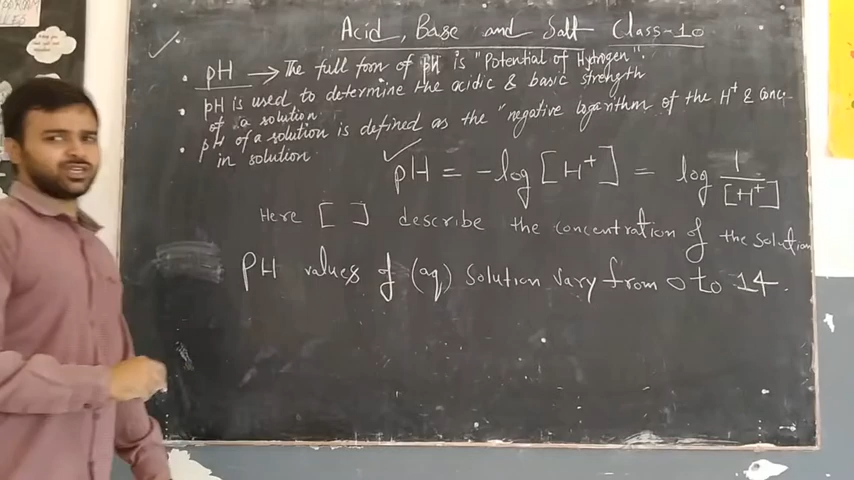 Acid, Base and Salt Class-10
• pH → The full form of pH is "Potential of Hydrogen".
• pH is used to determine the acidic & basic strength
of a solution
• pH of a solution is defined as the "negative logarithm of the H⁺ & conc-
in solution
pH = -log [H⁺] = log 1/[H⁺]
Here [ ] describe the concentration of the solution
PH values of (aq) solution vary from 0 to 14.